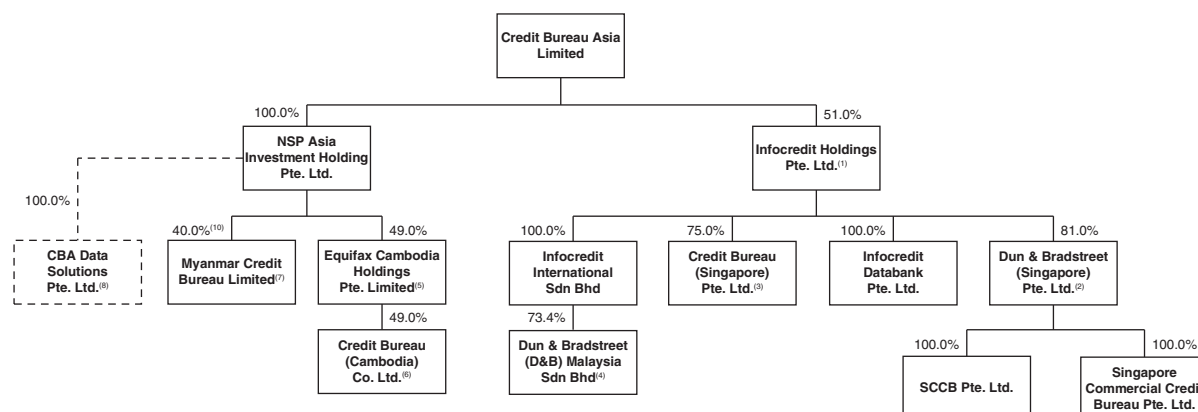 Credit Bureau Asia
Limited
100.0%
51.0%
NSP Asia
Investment Holding
Pte. Ltd.
Infocredit Holdings
Pte. Ltd.(1)
100.0%
40.0%(10)
49.0%
100.0%
75.0%
100.0%
81.0%
CBA Data
Solutions
Pte. Ltd.(8)
Myanmar Credit
Bureau Limited(7)
Equifax Cambodia
Holdings
Pte. Limited(5)
Infocredit
International
Sdn Bhd
Credit Bureau
(Singapore)
Pte. Ltd.(3)
Infocredit
Databank
Pte. Ltd.
Dun & Bradstreet
(Singapore)
Pte. Ltd.(2)
49.0%
73.4%
100.0%
100.0%
Credit Bureau
(Cambodia)
Co. Ltd.(6)
Dun & Bradstreet
(D&B) Malaysia
Sdn Bhd(4)
SCCB Pte. Ltd.
Singapore
Commercial Credit
Bureau Pte. Ltd.